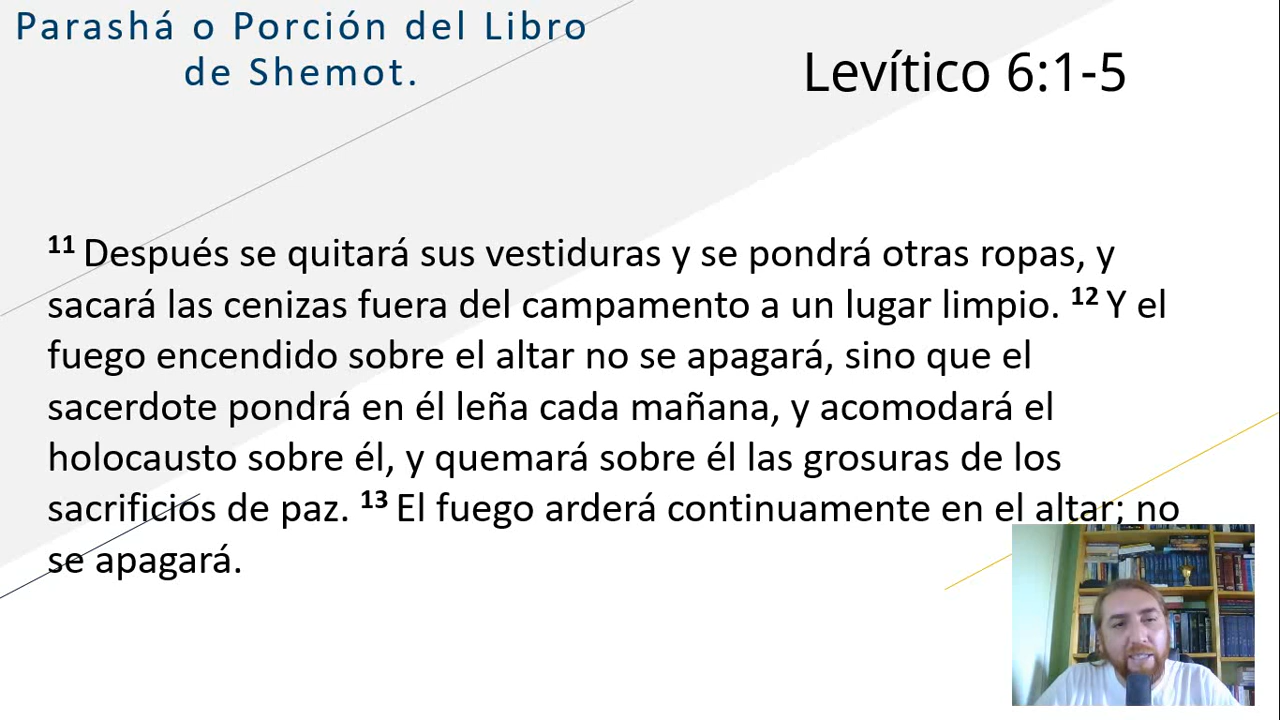 Parashá o Porción del Libro
de Shemot.
Levítico 6:1-5
11 Después se quitará sus vestiduras y se pondrá otras ropas, y
sacará las cenizas fuera del campamento a un lugar limpio. 12 Y el
fuego encendido sobre el altar no se apagará, sino que el
sacerdote pondrá en él leña cada mañana, y acomodará el
holocausto sobre él, y quemará sobre él las grosuras de los
sacrificios de paz. 13 El fuego arderá continuamente en el altar; no
se apagará.